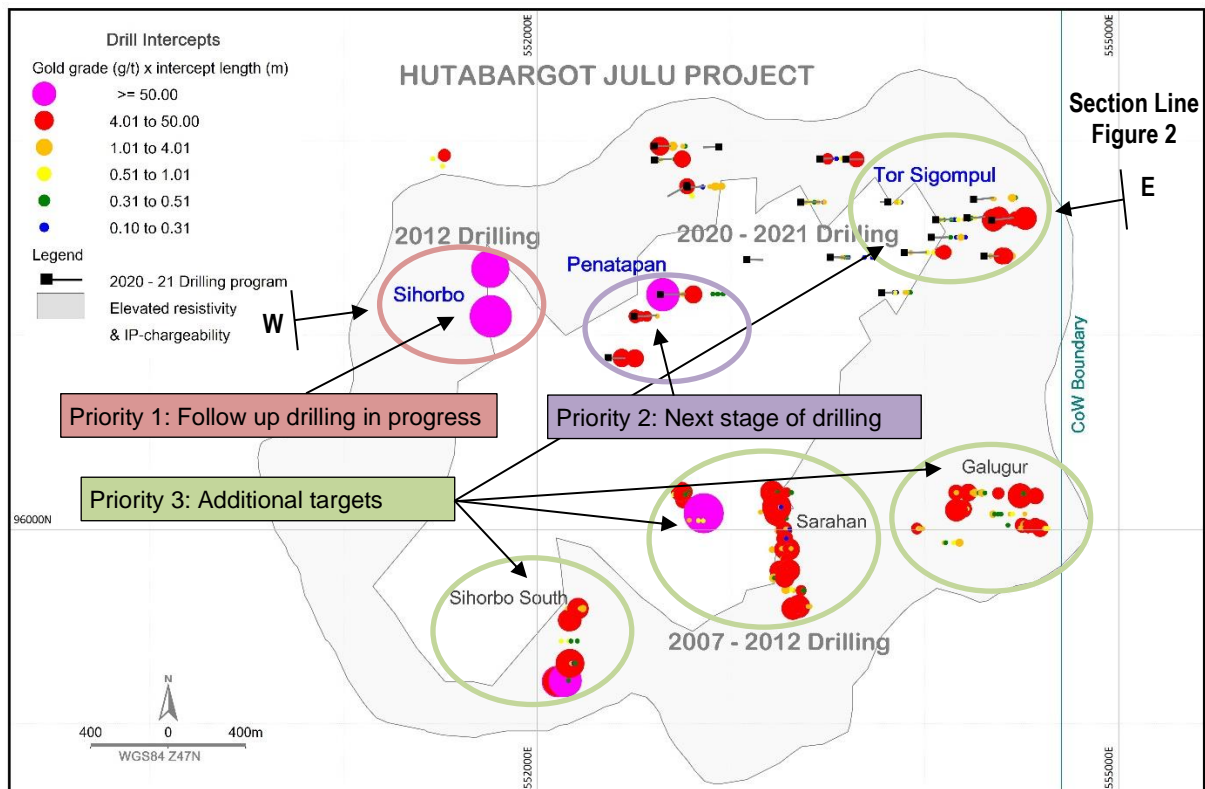 Drill Intercepts
Gold grade (g/t) x intercept length (m)
>= 50.00
4.01 to 50.00
1.01 to 4.01
0.51 to 1.01
0.31 to 0.51
0.10 to 0.31
Legend
2020 - 21 Drilling program
Elevated resistivity
& IP-chargeability
HUTABARGOT JULU PROJECT
552000E
555000E
Section Line
Figure 2
E
Tor Sigompul
2012 Drilling
2020 - 2021 Drilling
Penatapan
Sihorbo
W
CoW Boundary
Priority 1: Follow up drilling in progress
Priority 2: Next stage of drilling
Priority 3: Additional targets
Galugur
Sarahan
96000N
Sihorbo South
2007 - 2012 Drilling
N
400 0 400m
WGS84 Z47N
552000E
555000E